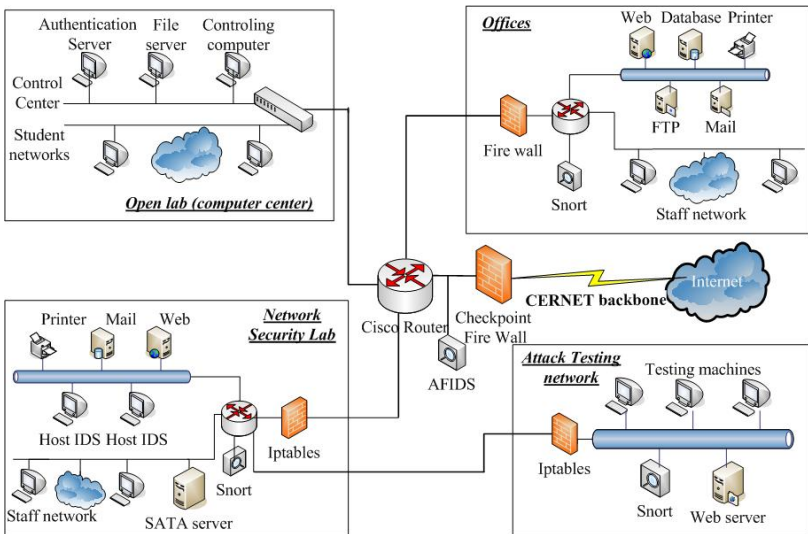 Authentication
Server
File
server
Controling
computer
Control
Center
Student
networks
Open lab (computer center)
Offices
Web
Database
Printer
FTP
Mail
Fire wall
Snort
Staff network
Cisco Router
AFIDS
Checkpoint
Fire Wall
CERNET backbone
Internet
Network
Security Lab
Printer
Mail
Web
Host IDS
Host IDS
Iptables
Snort
Staff network
SATA server
Attack Testing
network
Testing machines
Iptables
Snort
Web server